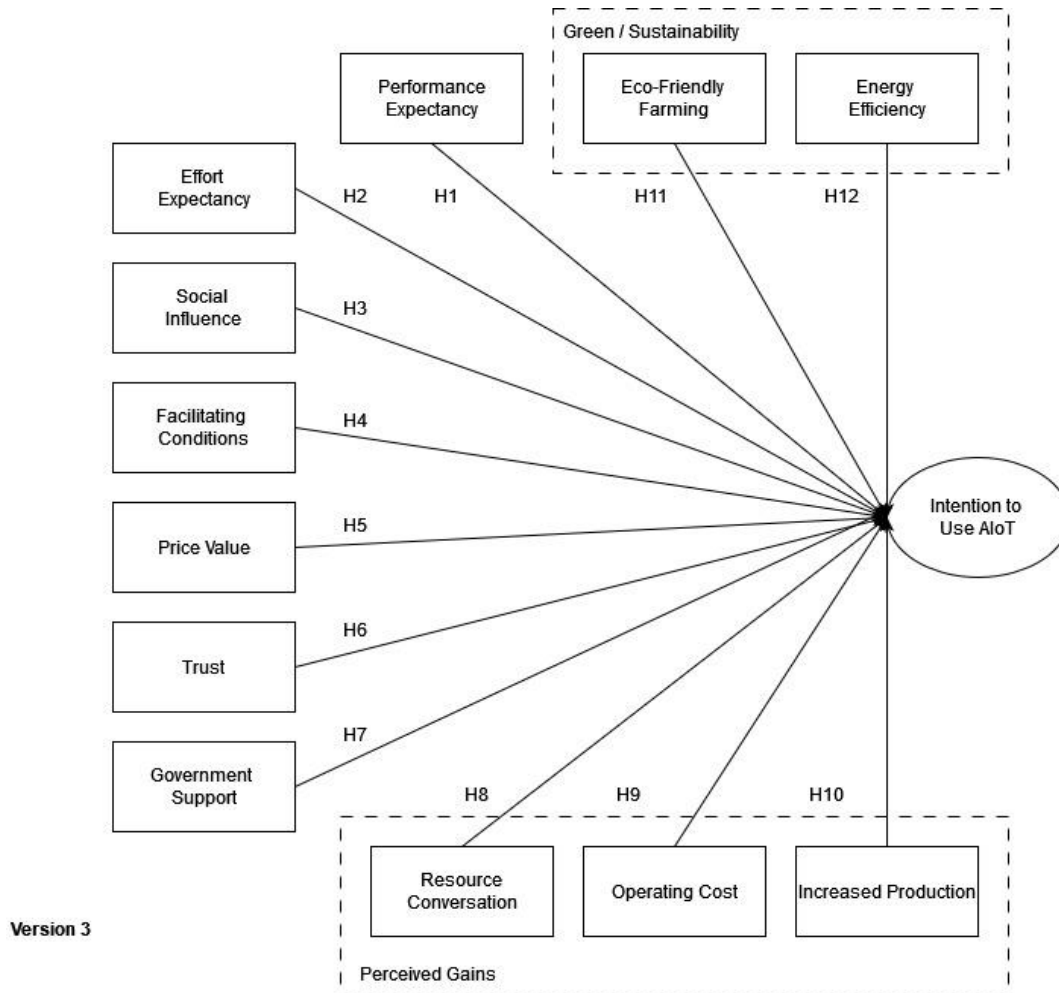 Green / Sustainability
Performance
Expectancy
Eco-Friendly
Farming
Energy
Efficiency
Effort
Expectancy
H2
H1
H11
H12
Social
Influence
H3
Facilitating
Conditions
H4
Intention to
Use AIoT
Price Value
H5
Trust
H6
Government
Support
H7
H8
H9
H10
Resource
Conversation
Operating Cost
Increased Production
Version 3
Perceived Gains